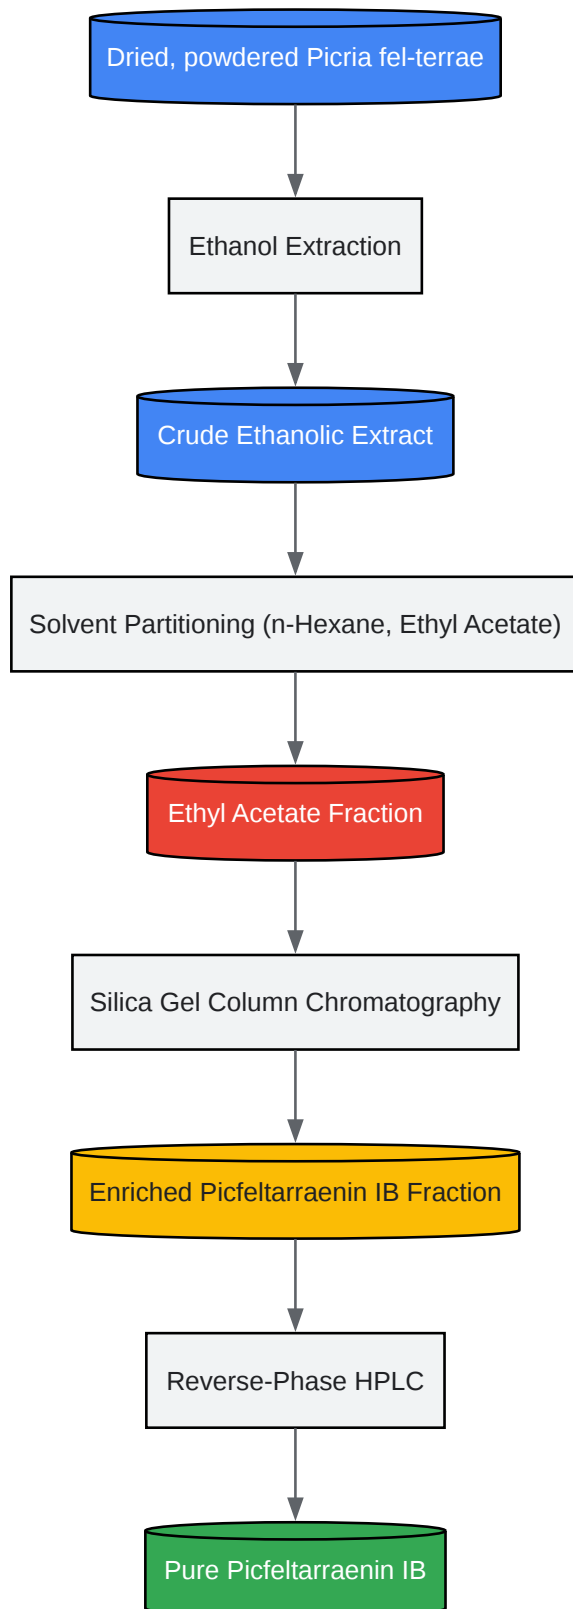 Dried, powdered Picria fel-terrae
Ethanol Extraction
Crude Ethanolic Extract
Solvent Partitioning (n-Hexane, Ethyl Acetate)
Ethyl Acetate Fraction
Silica Gel Column Chromatography
Enriched Picfeltarraenin IB Fraction
Reverse-Phase HPLC
Pure Picfeltarraenin IB